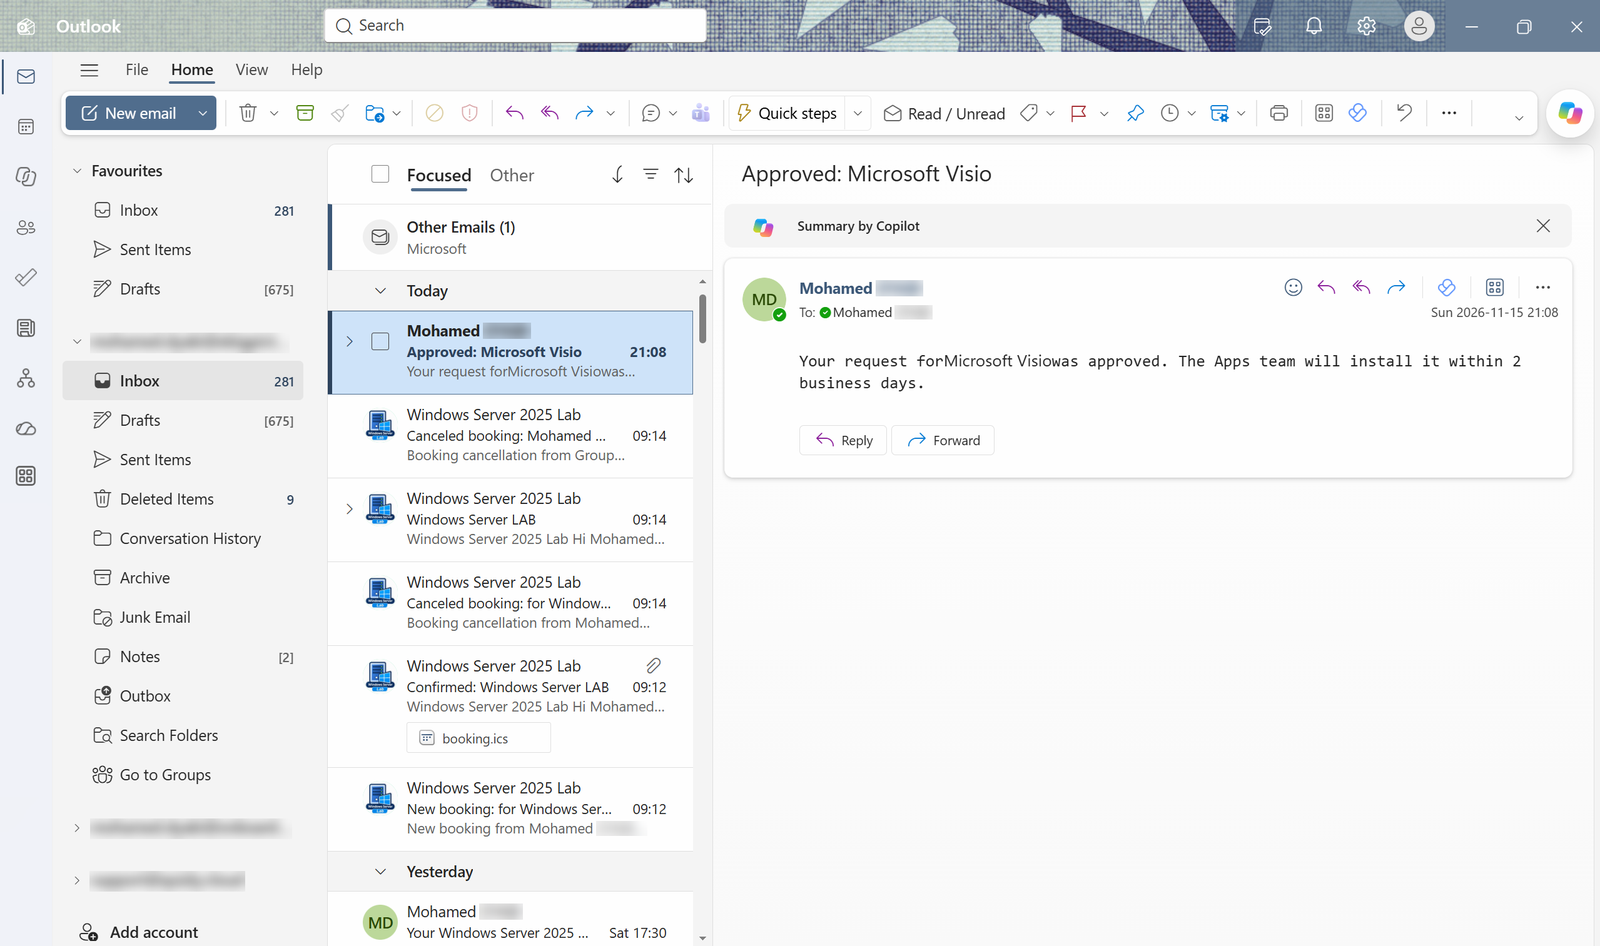 Outlook
Search
File Home View Help
New email
Quick steps
Read / Unread
Favourites
Inbox 281
Sent Items
Drafts [675]
Inbox 281
Drafts [675]
Sent Items
Deleted Items 9
Conversation History
Archive
Junk Email
Notes [2]
Outbox
Search Folders
Go to Groups
Add account
Focused Other
Other Emails (1)
Microsoft
Today
Mohamed
Approved: Microsoft Visio 21:08
Your request forMicrosoft Visiowas...
Windows Server 2025 Lab
Canceled booking: Mohamed ... 09:14
Booking cancellation from Group...
Windows Server 2025 Lab
Windows Server LAB 09:14
Windows Server 2025 Lab Hi Mohamed...
Windows Server 2025 Lab
Canceled booking: for Window... 09:14
Booking cancellation from Mohamed...
Windows Server 2025 Lab
Confirmed: Windows Server LAB 09:12
Windows Server 2025 Lab Hi Mohamed...
booking.ics
Windows Server 2025 Lab
New booking: for Windows Ser... 09:12
New booking from Mohamed
Yesterday
MD
Mohamed
Your Windows Server 2025 ... Sat 17:30
Approved: Microsoft Visio
Summary by Copilot
MD
Mohamed
To: Mohamed
Sun 2026-11-15 21:08
Your request forMicrosoft Visiowas approved. The Apps team will install it within 2
business days.
Reply
Forward